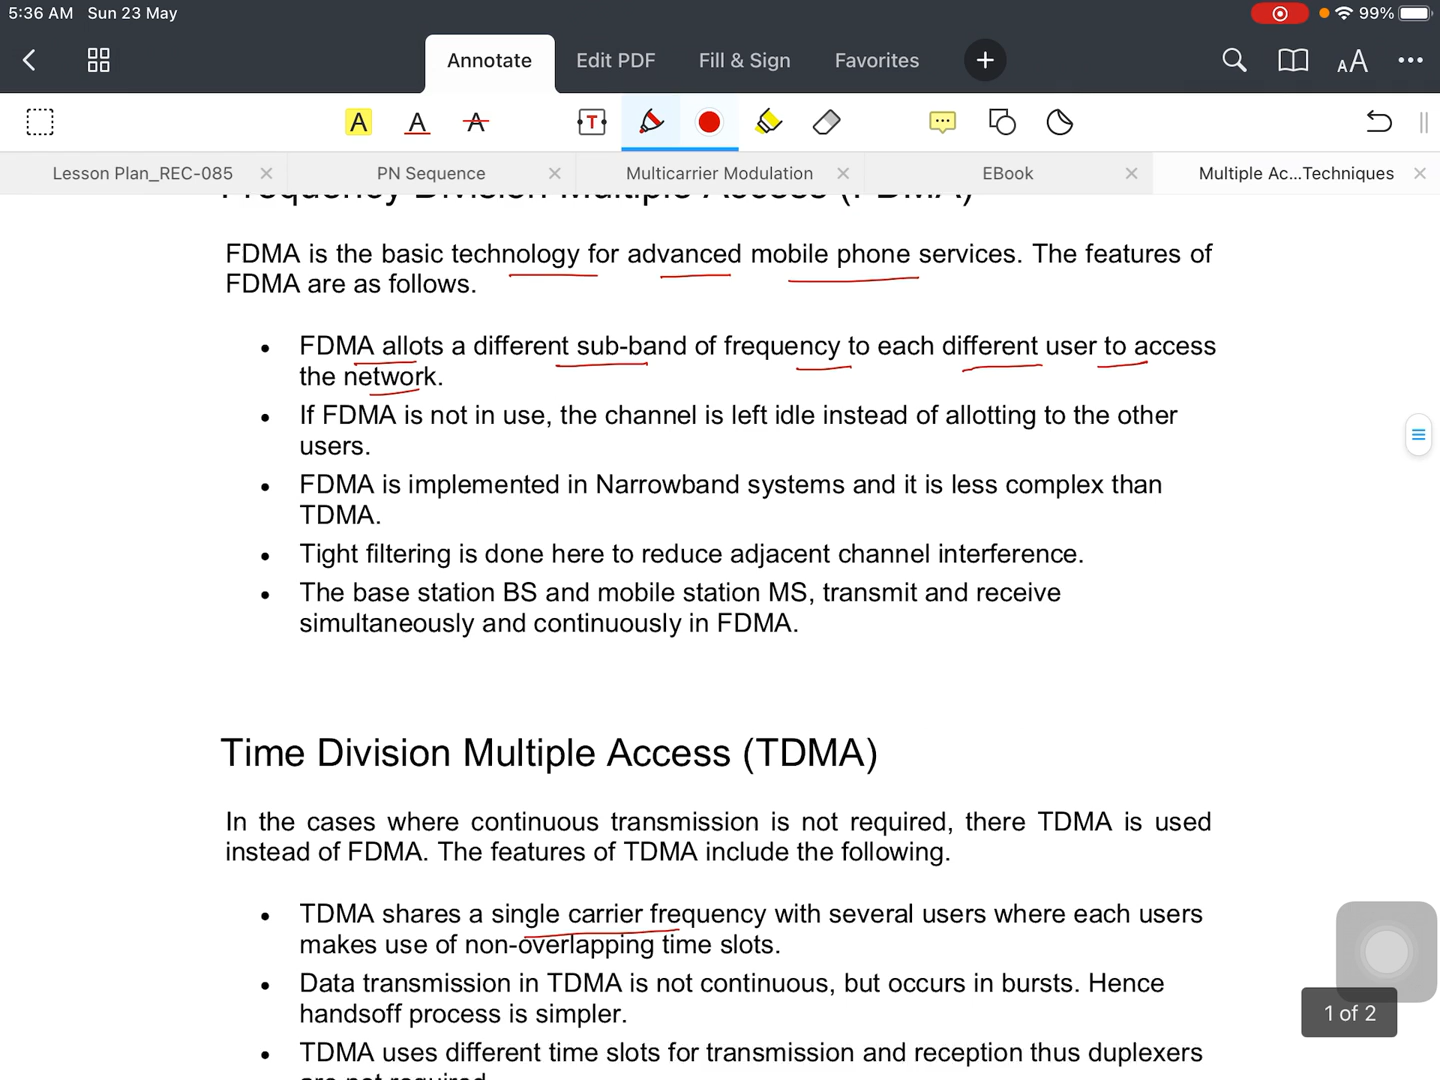 5:36 AM Sun 23 May 99%
Annotate Edit PDF Fill & Sign Favorites + AA
A A A T
Lesson Plan_REC-085 PN Sequence Multicarrier Modulation EBook Multiple Ac...Techniques
Frequency Division Multiple Access (FDMA)
FDMA is the basic technology for advanced mobile phone services. The features of
FDMA are as follows.
• FDMA allots a different sub-band of frequency to each different user to access
the network.
• If FDMA is not in use, the channel is left idle instead of allotting to the other
users.
• FDMA is implemented in Narrowband systems and it is less complex than
TDMA.
• Tight filtering is done here to reduce adjacent channel interference.
• The base station BS and mobile station MS, transmit and receive
simultaneously and continuously in FDMA.
Time Division Multiple Access (TDMA)
In the cases where continuous transmission is not required, there TDMA is used
instead of FDMA. The features of TDMA include the following.
• TDMA shares a single carrier frequency with several users where each users
makes use of non-overlapping time slots.
• Data transmission in TDMA is not continuous, but occurs in bursts. Hence
handsoff process is simpler.
• TDMA uses different time slots for transmission and reception thus duplexers
are not required.
1 of 2